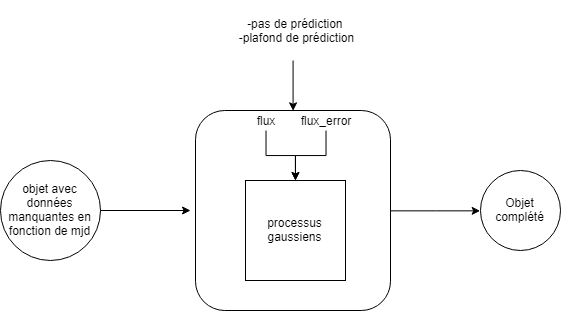 -pas de prédiction
-plafond de prédiction
flux
flux_error
objet avec
données
manquantes en
fonction de mjd
processus
gaussiens
Objet
complété